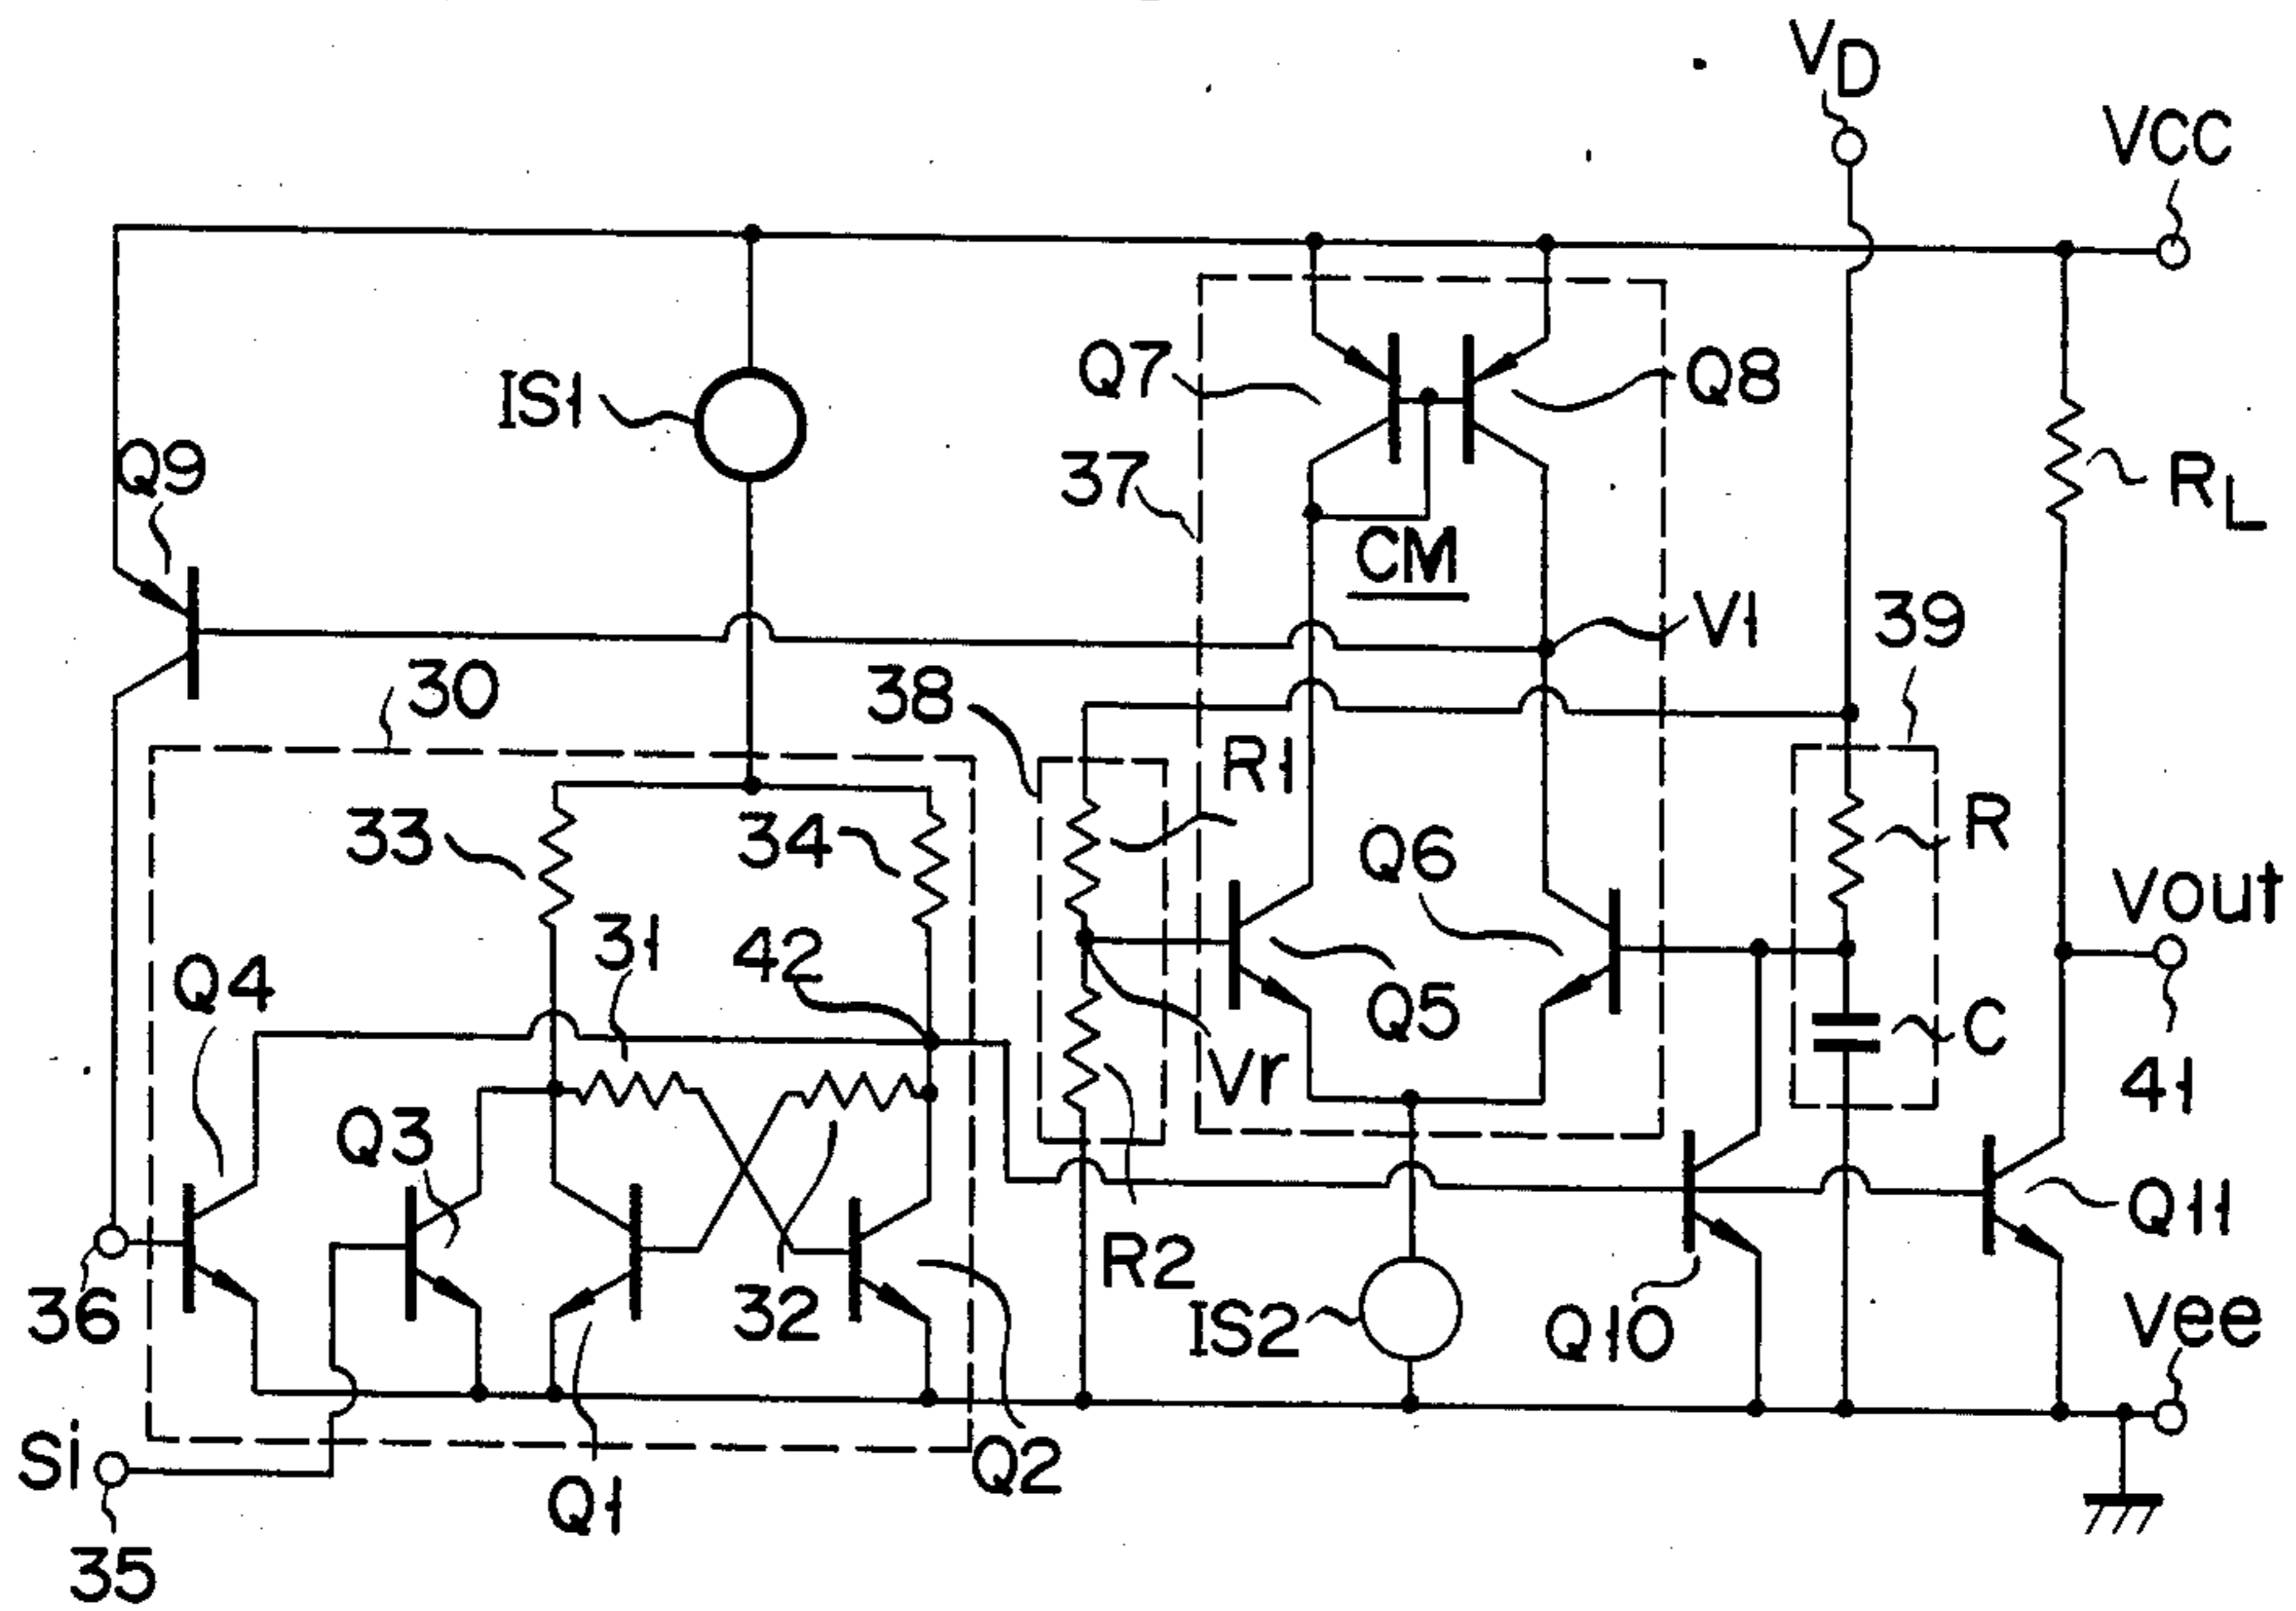 VD
VCC
Q7
Q8
IS1
RL
Q9
37
CM
V1
39
38
30
R1
R
33
34
Q6
Vout
31
42
Q4
Q5
C
Vr
41
Q3
Q11
R2
36
32
IS2
Q10
Vee
Si
Q2
Q1
35